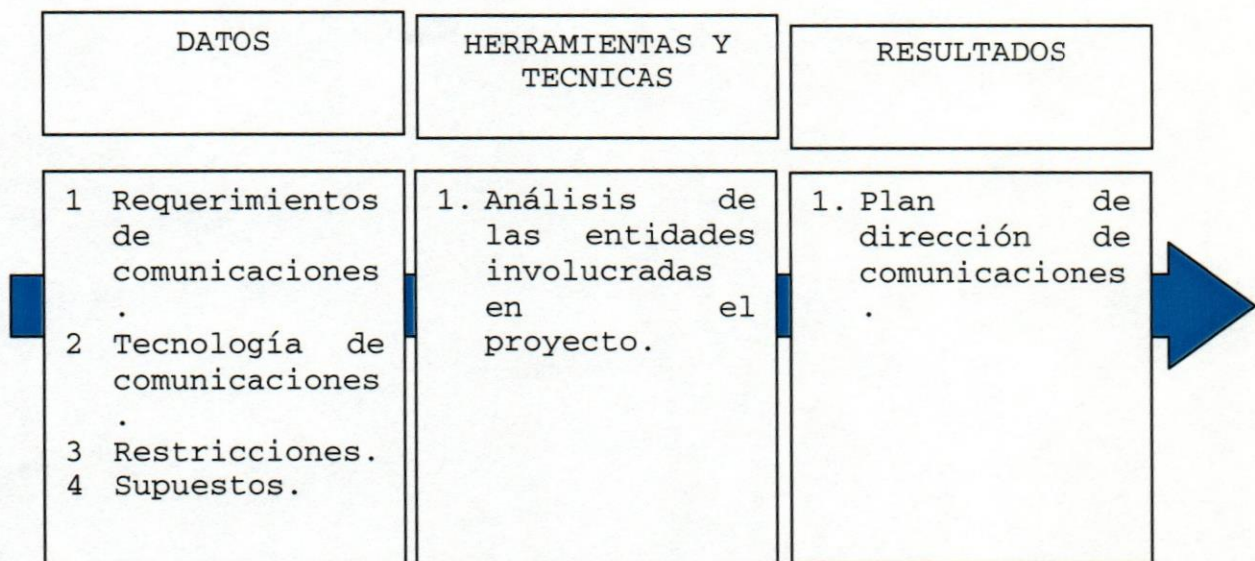 DATOS
HERRAMIENTAS Y
TECNICAS
RESULTADOS
1 Requerimientos
de
comunicaciones
.
2 Tecnología de
comunicaciones
.
3 Restricciones.
4 Supuestos.
1. Análisis de
las entidades
involucradas
en el
proyecto.
1. Plan de
dirección de
comunicaciones
.